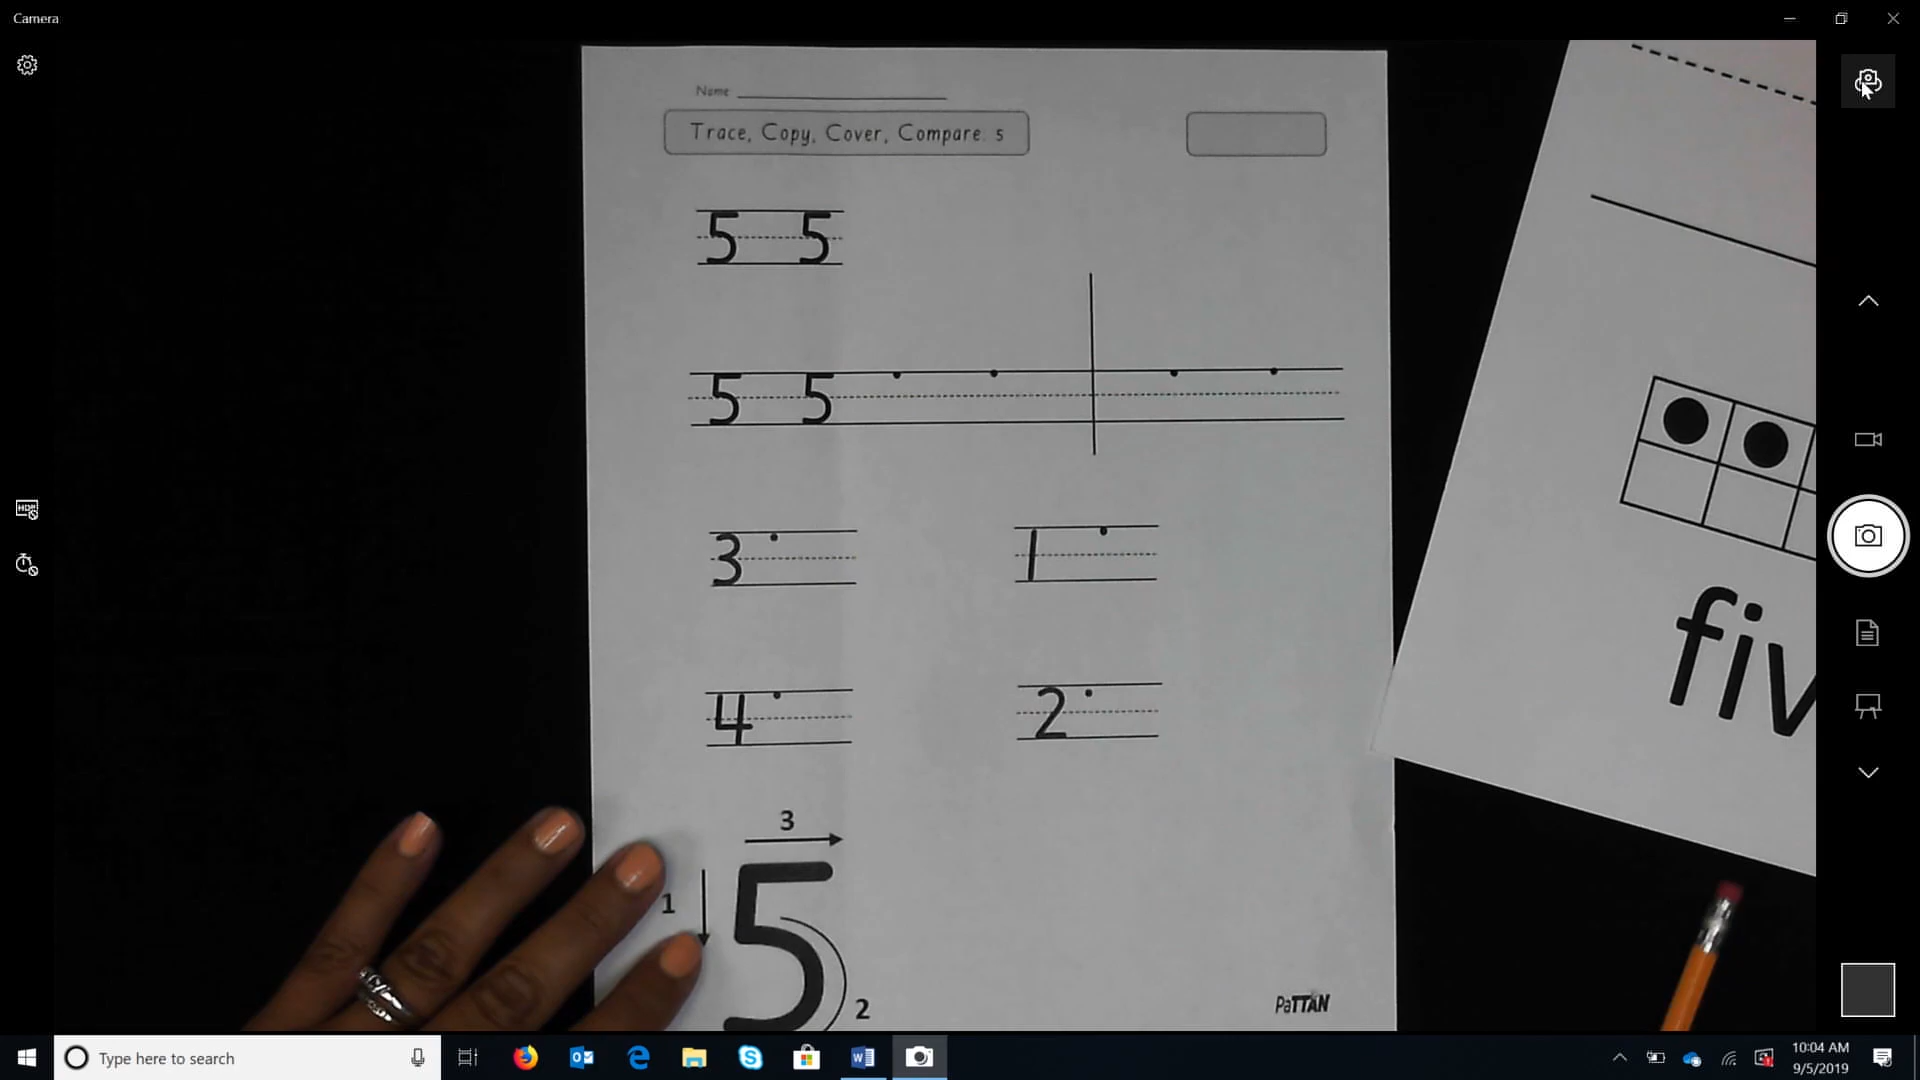 Camera
Name
Trace, Copy, Cover, Compare: 5
5 5
5 5
3 1
4 2
3
1
5
2
PaTTAN
fiv
HDR
Type here to search
10:04 AM
9/5/2019